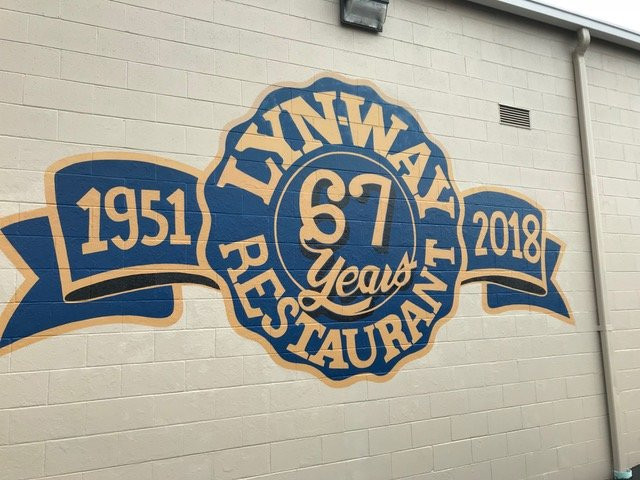 LYN-WAY
1951
67
Years
2018
RESTAURANT